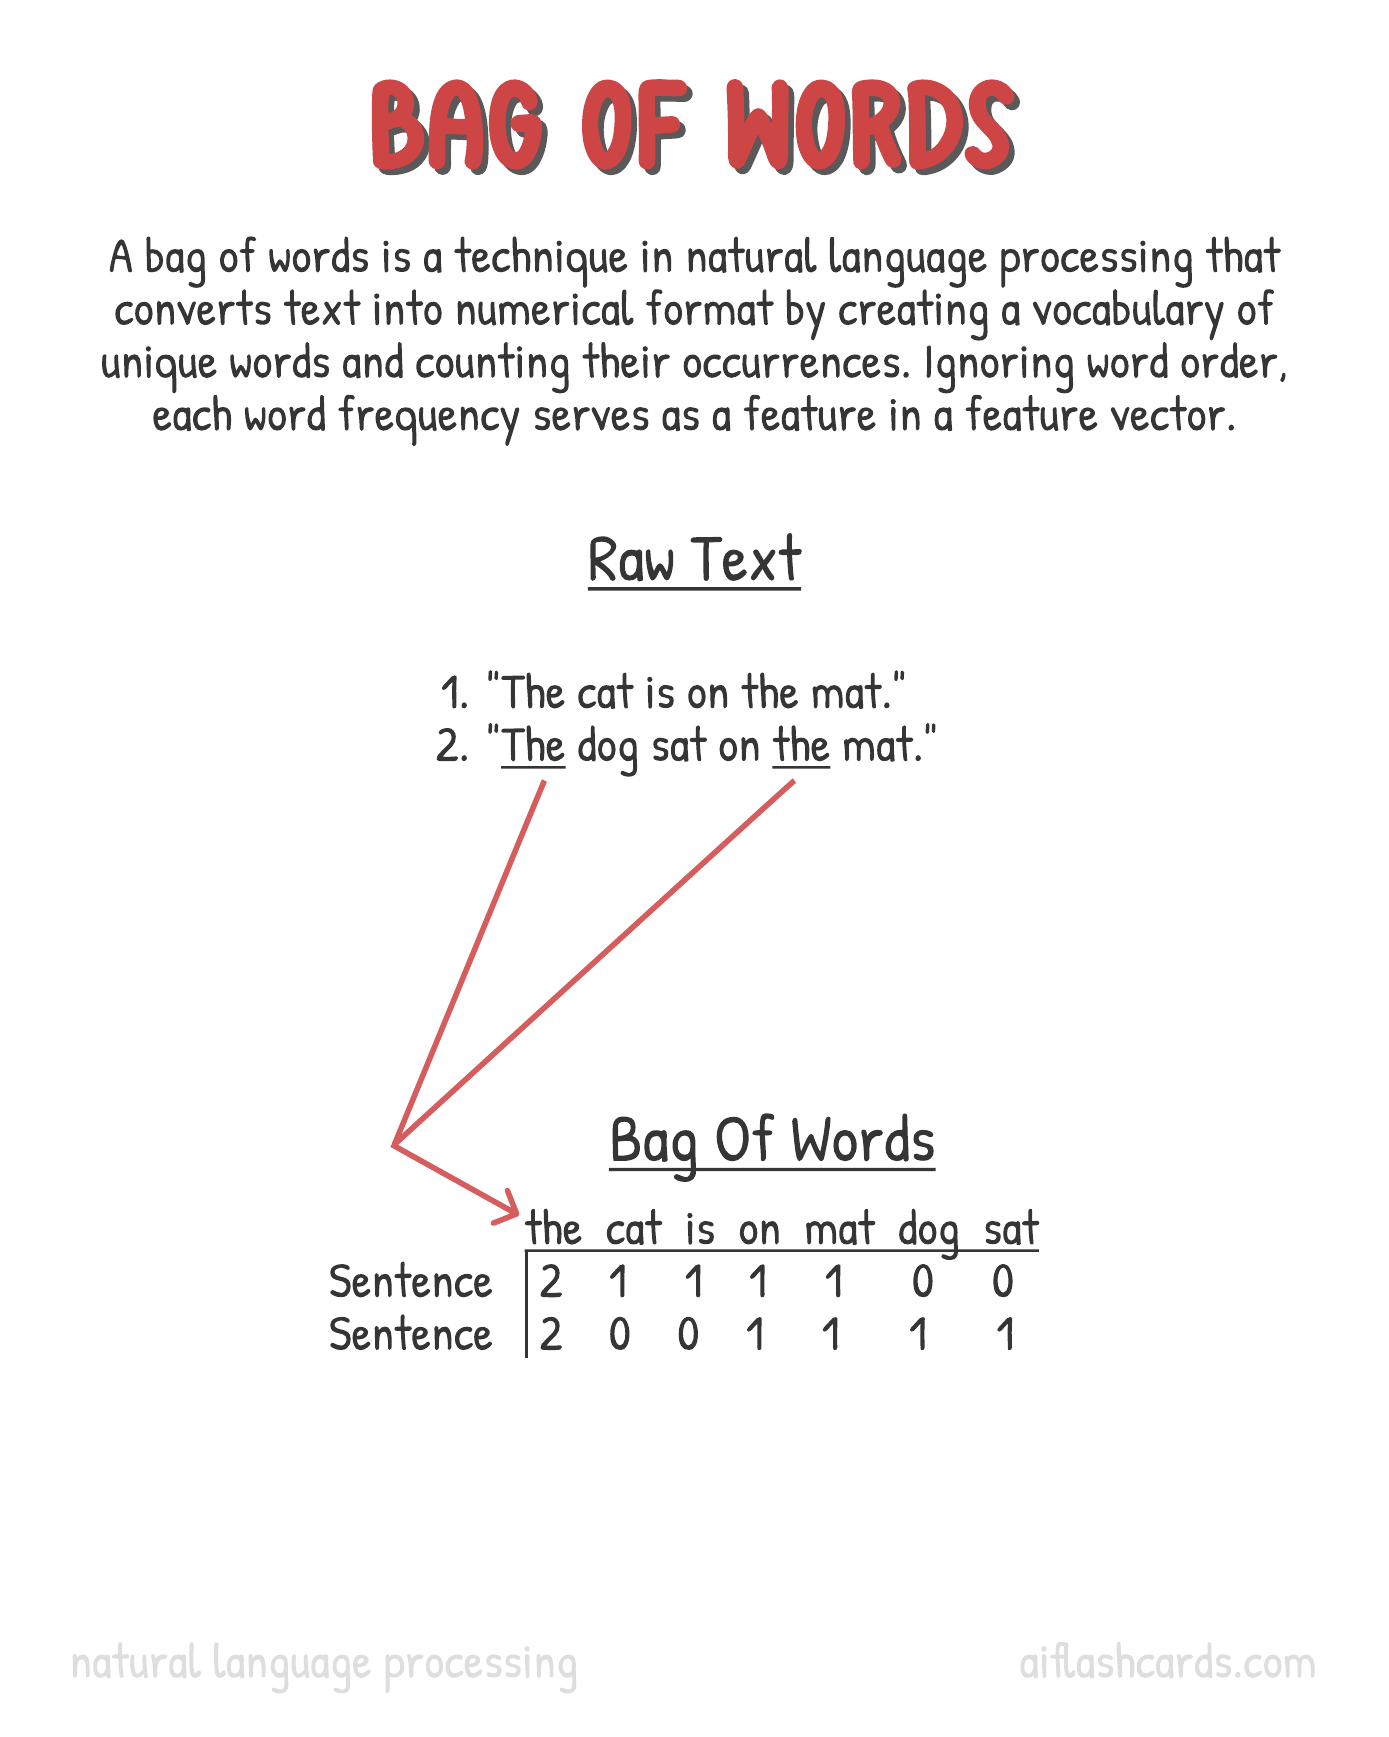 BAG OF WORDS
A bag of words is a technique in natural language processing that
converts text into numerical format by creating a vocabulary of
unique words and counting their occurrences. Ignoring word order,
each word frequency serves as a feature in a feature vector.
Raw Text
1. "The cat is on the mat."
2. "The dog sat on the mat."
Bag Of Words
the cat is on mat dog sat
Sentence 2 1 1 1 1 0 0
Sentence 2 0 0 1 1 1 1
natural language processing
aiflashcards.com